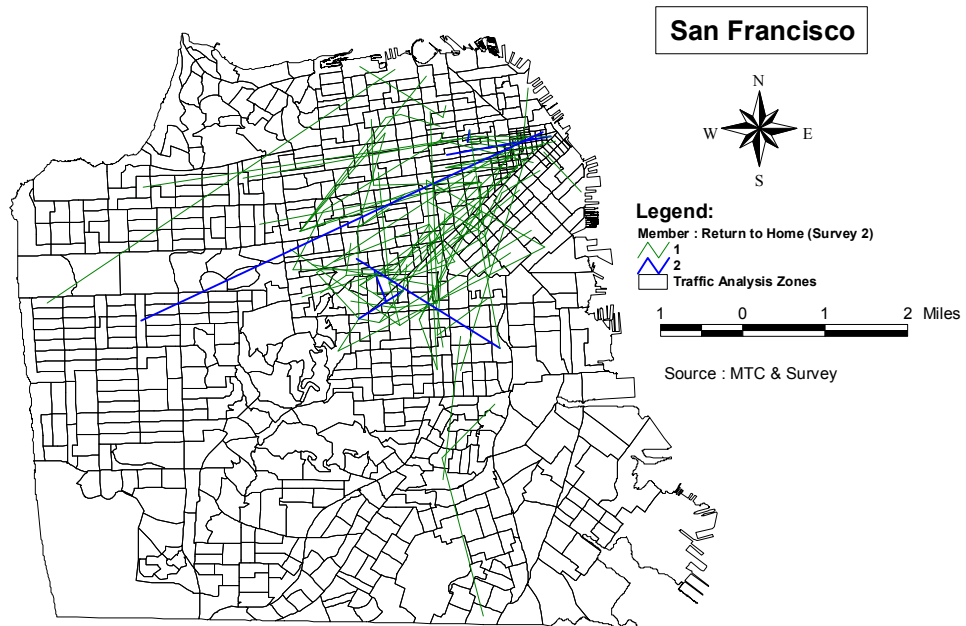 San Francisco
N
W
E
S
Legend:
Member : Return to Home (Survey 2)
1
2
Traffic Analysis Zones
1 0 1 2 Miles
Source : MTC & Survey